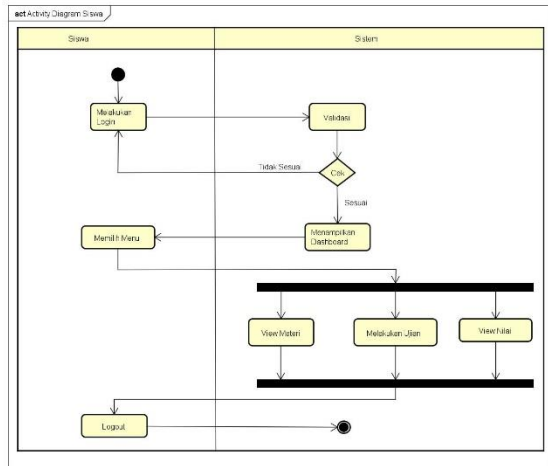 act Activity Diagram Siswa
Siswa
Sistem
Melakukan
Login
Validasi
Tidak Sesuai
Cek
Sesuai
Menampilkan
Dashboard
Memilih Menu
View Materi
Melakukan Ujian
View Nilai
Logout